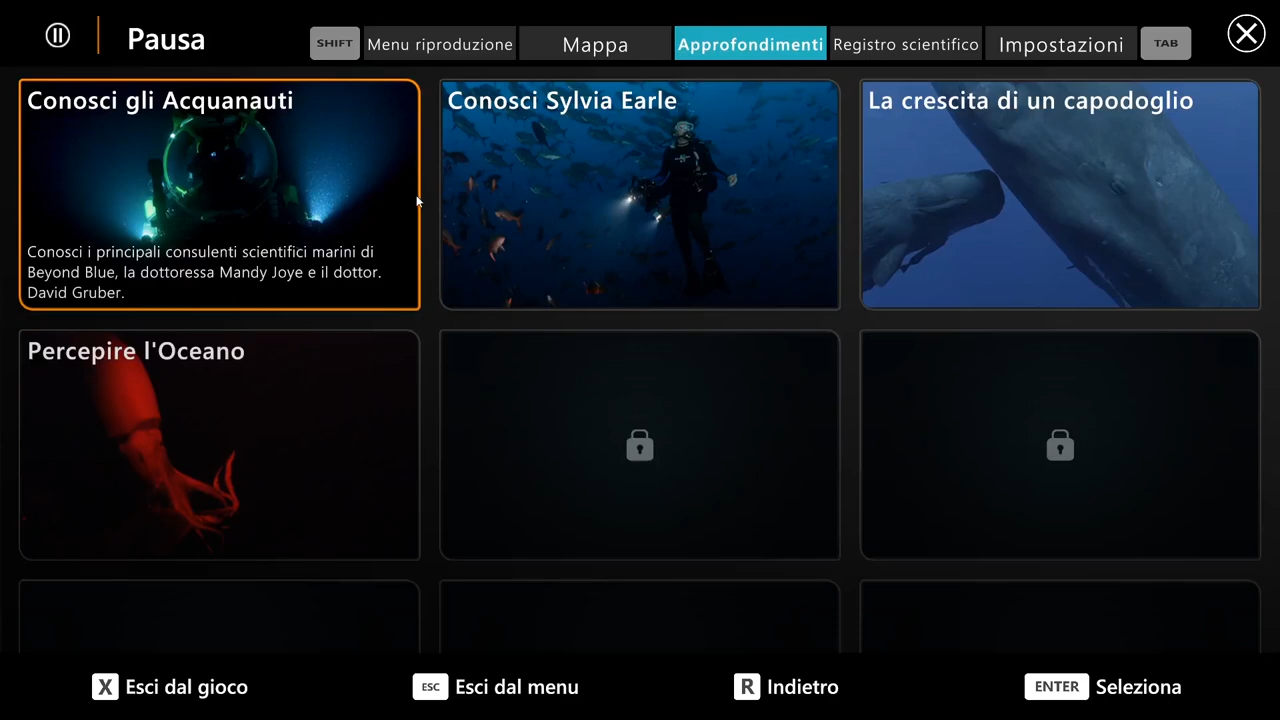 Pausa
SHIFT
Menu riproduzione
Mappa
Approfondimenti
Registro scientifico
Impostazioni
TAB
Conosci gli Acquanauti
Conosci i principali consulenti scientifici marini di
Beyond Blue, la dottoressa Mandy Joye e il dottor.
David Gruber.
Conosci Sylvia Earle
La crescita di un capodoglio
Percepire l'Oceano
X Esci dal gioco
ESC Esci dal menu
R Indietro
ENTER Seleziona